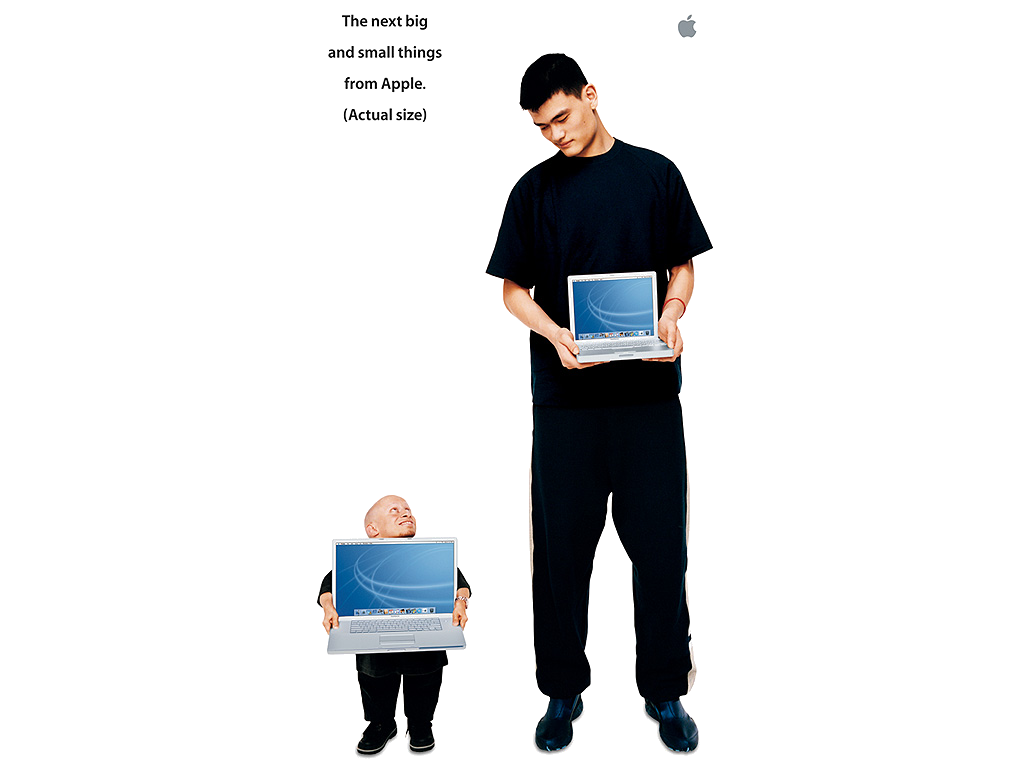 The next big
and small things
from Apple.
(Actual size)